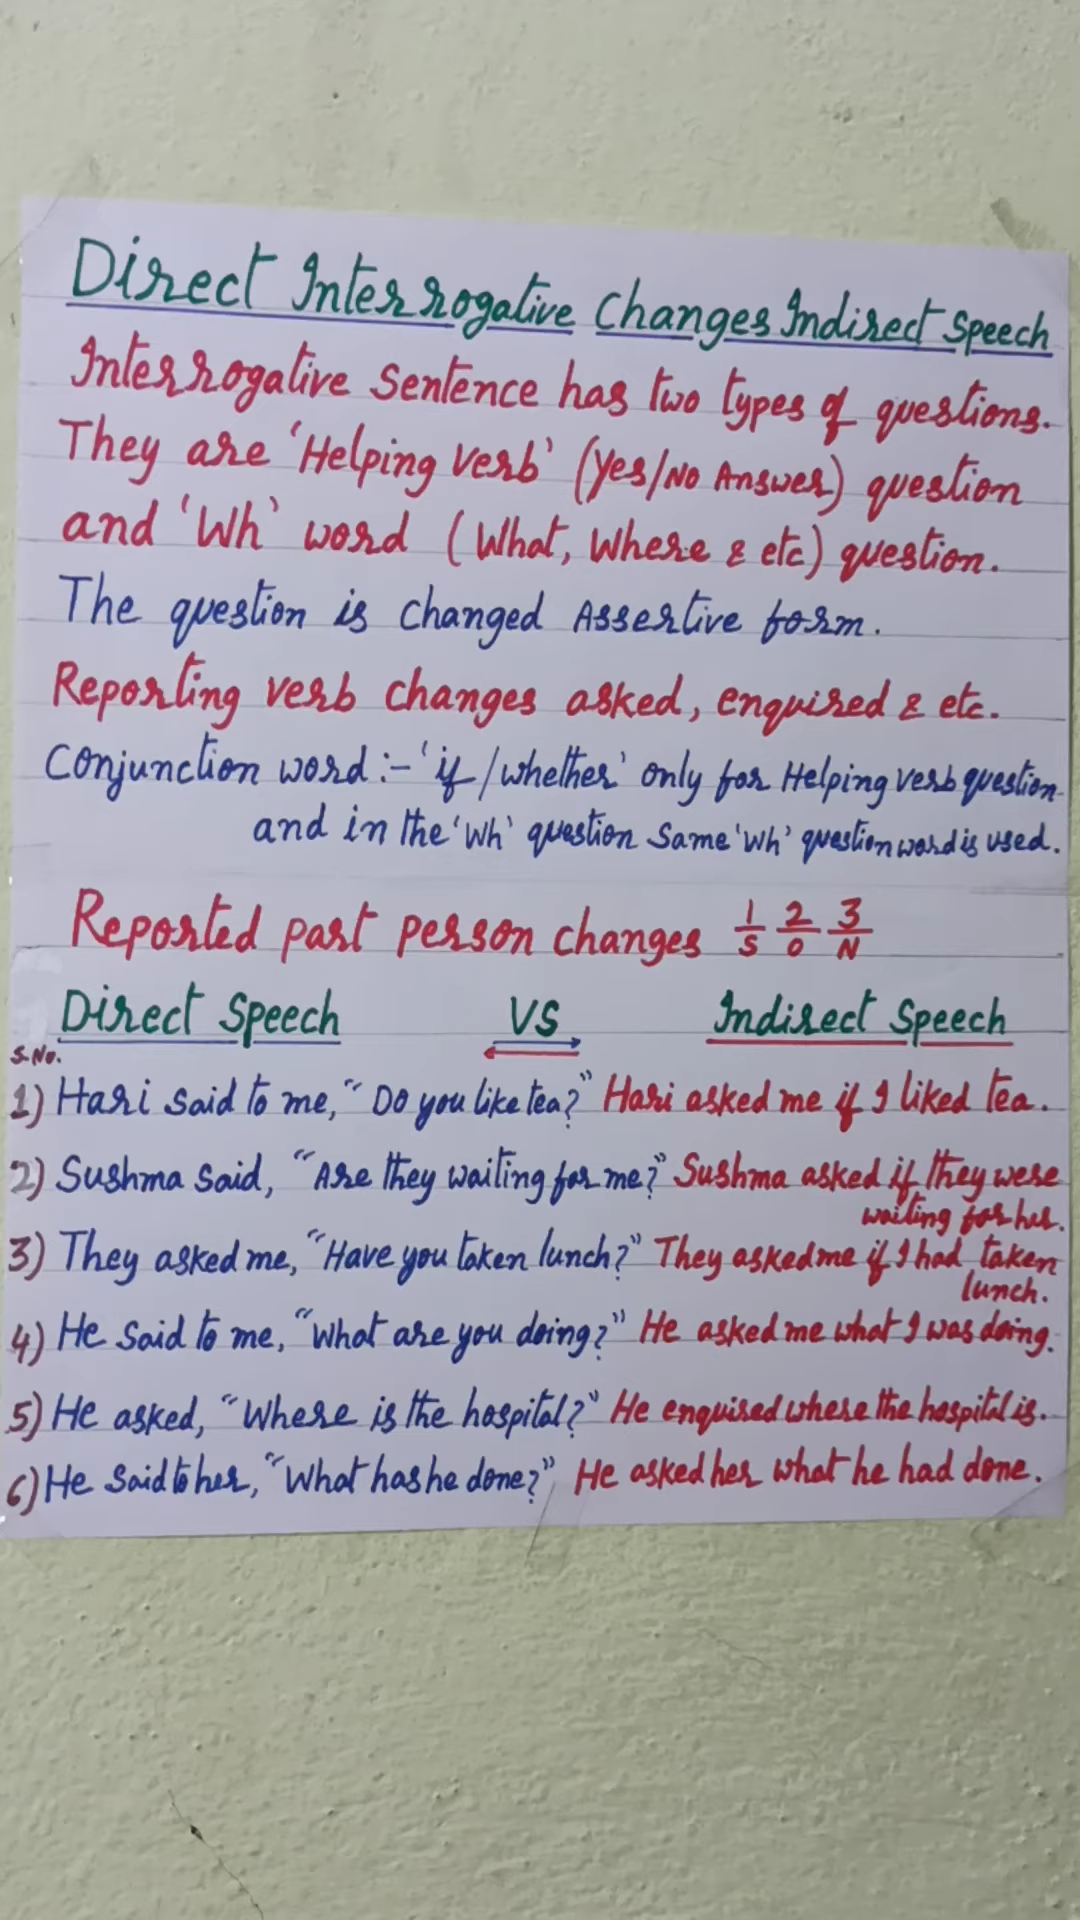 Direct Interrogative Changes Indirect Speech
Interrogative Sentence has two types of questions.
They are 'Helping Verb' (Yes/No Answer) question
and 'Wh' word (What, Where & etc) question.
The question is changed Assertive form.
Reporting verb changes asked, enquired & etc.
Conjunction word :- 'if / whether' only for Helping verb question
and in the 'Wh' question Same 'Wh' question word is used.
Reported part person changes 1/S 2/O 3/N
Direct Speech VS Indirect Speech
S.No.
1) Hari said to me, "Do you like tea?" Hari asked me if I liked tea.
2) Sushma said, "Are they waiting for me?" Sushma asked if they were
waiting for her.
3) They asked me, "Have you taken lunch?" They asked me if I had taken
lunch.
4) He said to me, "What are you doing?" He asked me what I was doing.
5) He asked, "Where is the hospital?" He enquired where the hospital is.
6) He said to her, "What has he done?" He asked her what he had done.